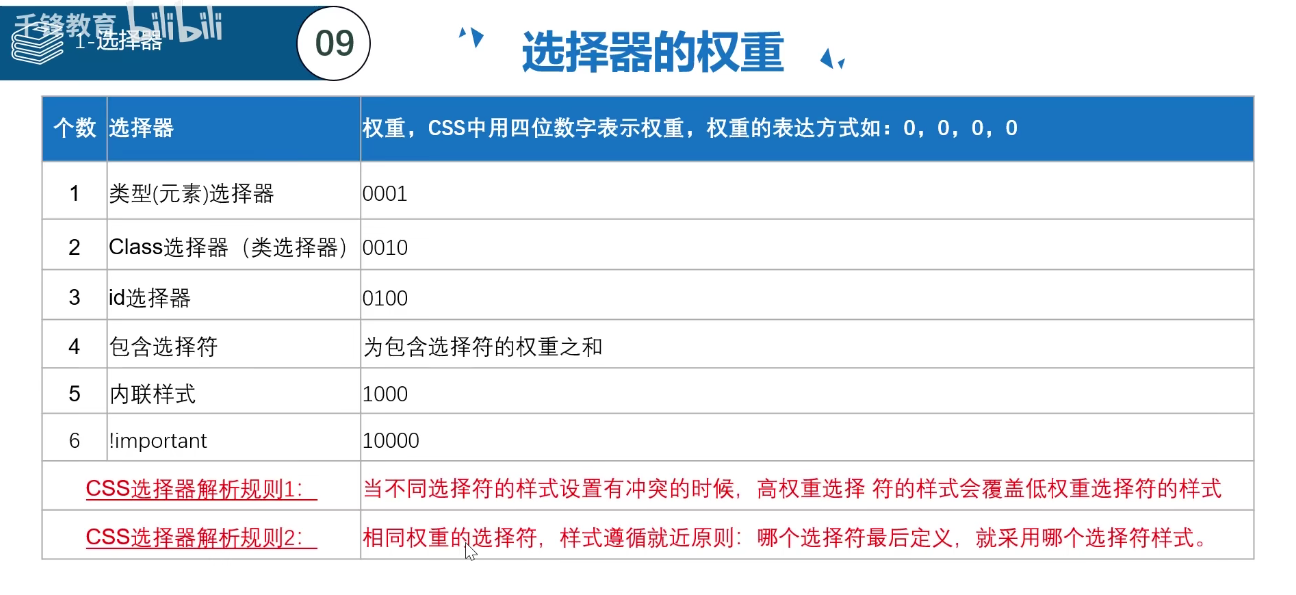 千锋教育 bilibili
1-选择器
09
选择器的权重
个数 选择器 权重，CSS中用四位数字表示权重，权重的表达方式如：0，0，0，0
1 类型(元素)选择器 0001
2 Class选择器（类选择器） 0010
3 id选择器 0100
4 包含选择符 为包含选择符的权重之和
5 内联样式 1000
6 !important 10000
CSS选择器解析规则1： 当不同选择符的样式设置有冲突的时候，高权重选择 符的样式会覆盖低权重选择符的样式
CSS选择器解析规则2： 相同权重的选择符，样式遵循就近原则：哪个选择符最后定义，就采用哪个选择符样式。